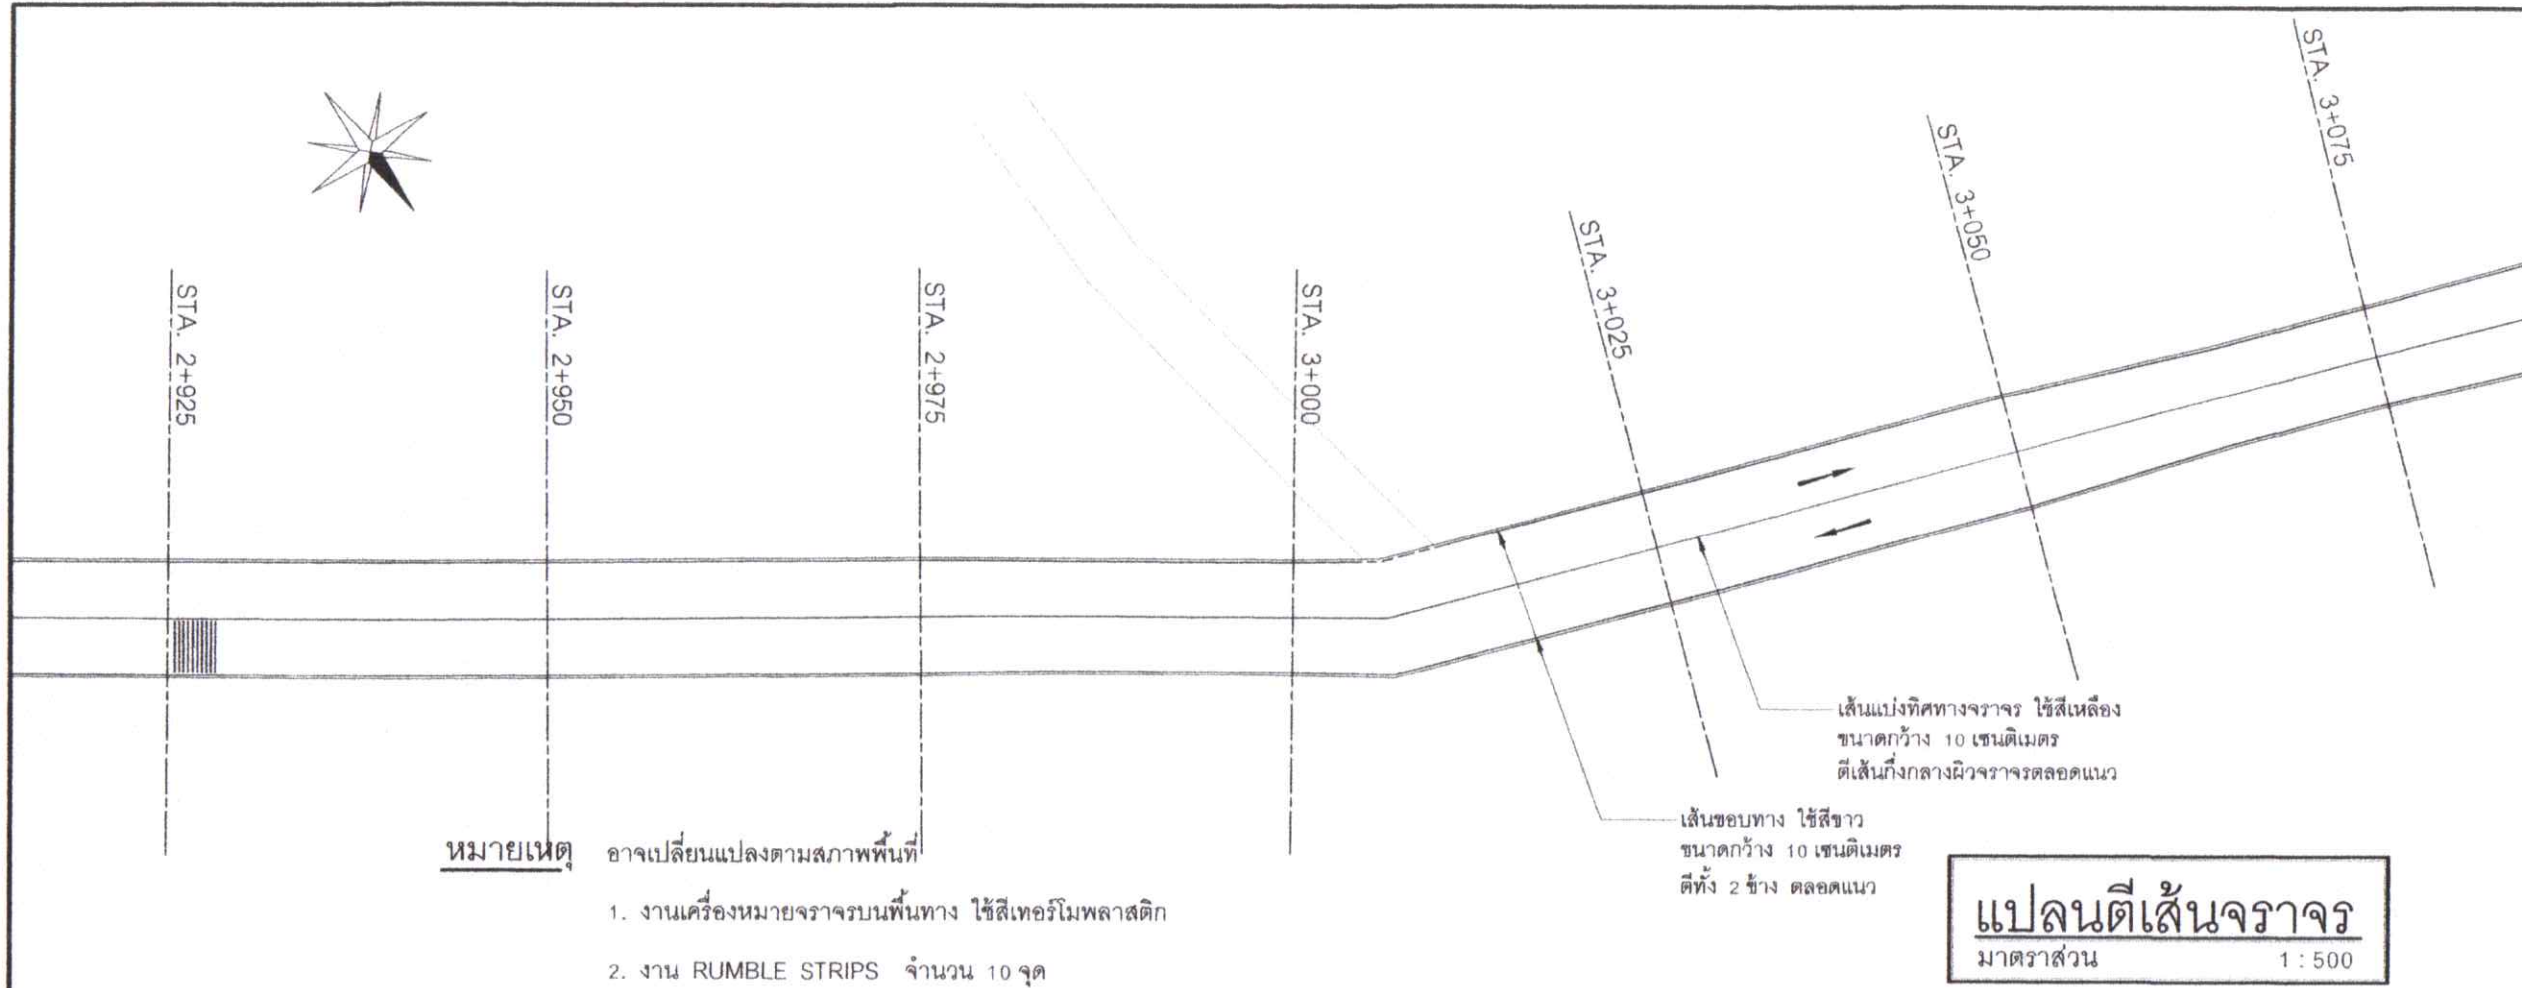 STA. 2+925
STA. 2+950
STA. 2+975
STA. 3+000
STA. 3+025
STA. 3+050
STA. 3+075
เส้นแบ่งทิศทางจราจร ใช้สีเหลือง
ขนาดกว้าง 10 เซนติเมตร
ตีเส้นกึ่งกลางผิวจราจรตลอดแนว
เส้นขอบทาง ใช้สีขาว
ขนาดกว้าง 10 เซนติเมตร
ตีทั้ง 2 ข้าง ตลอดแนว
หมายเหตุ อาจเปลี่ยนแปลงตามสภาพพื้นที่
1. งานเครื่องหมายจราจรบนพื้นทาง ใช้สีเทอร์โมพลาสติก
2. งาน RUMBLE STRIPS จำนวน 10 จุด
แปลนตีเส้นจราจร
มาตราส่วน 1 : 500